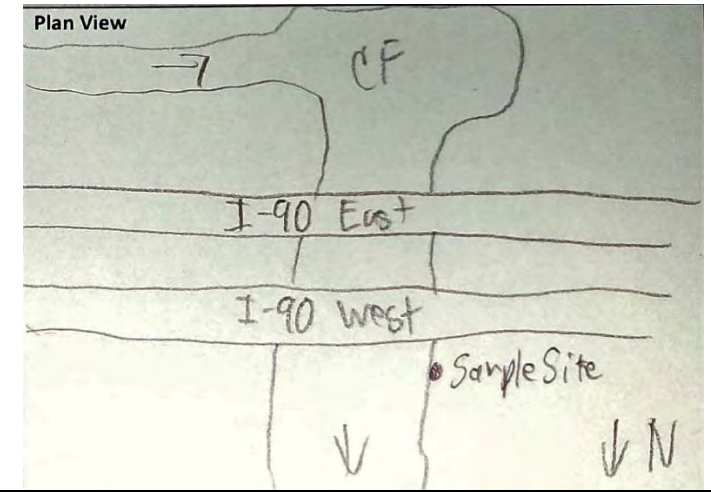 Plan View
CF
I-90 East
I-90 West
Sample Site
N